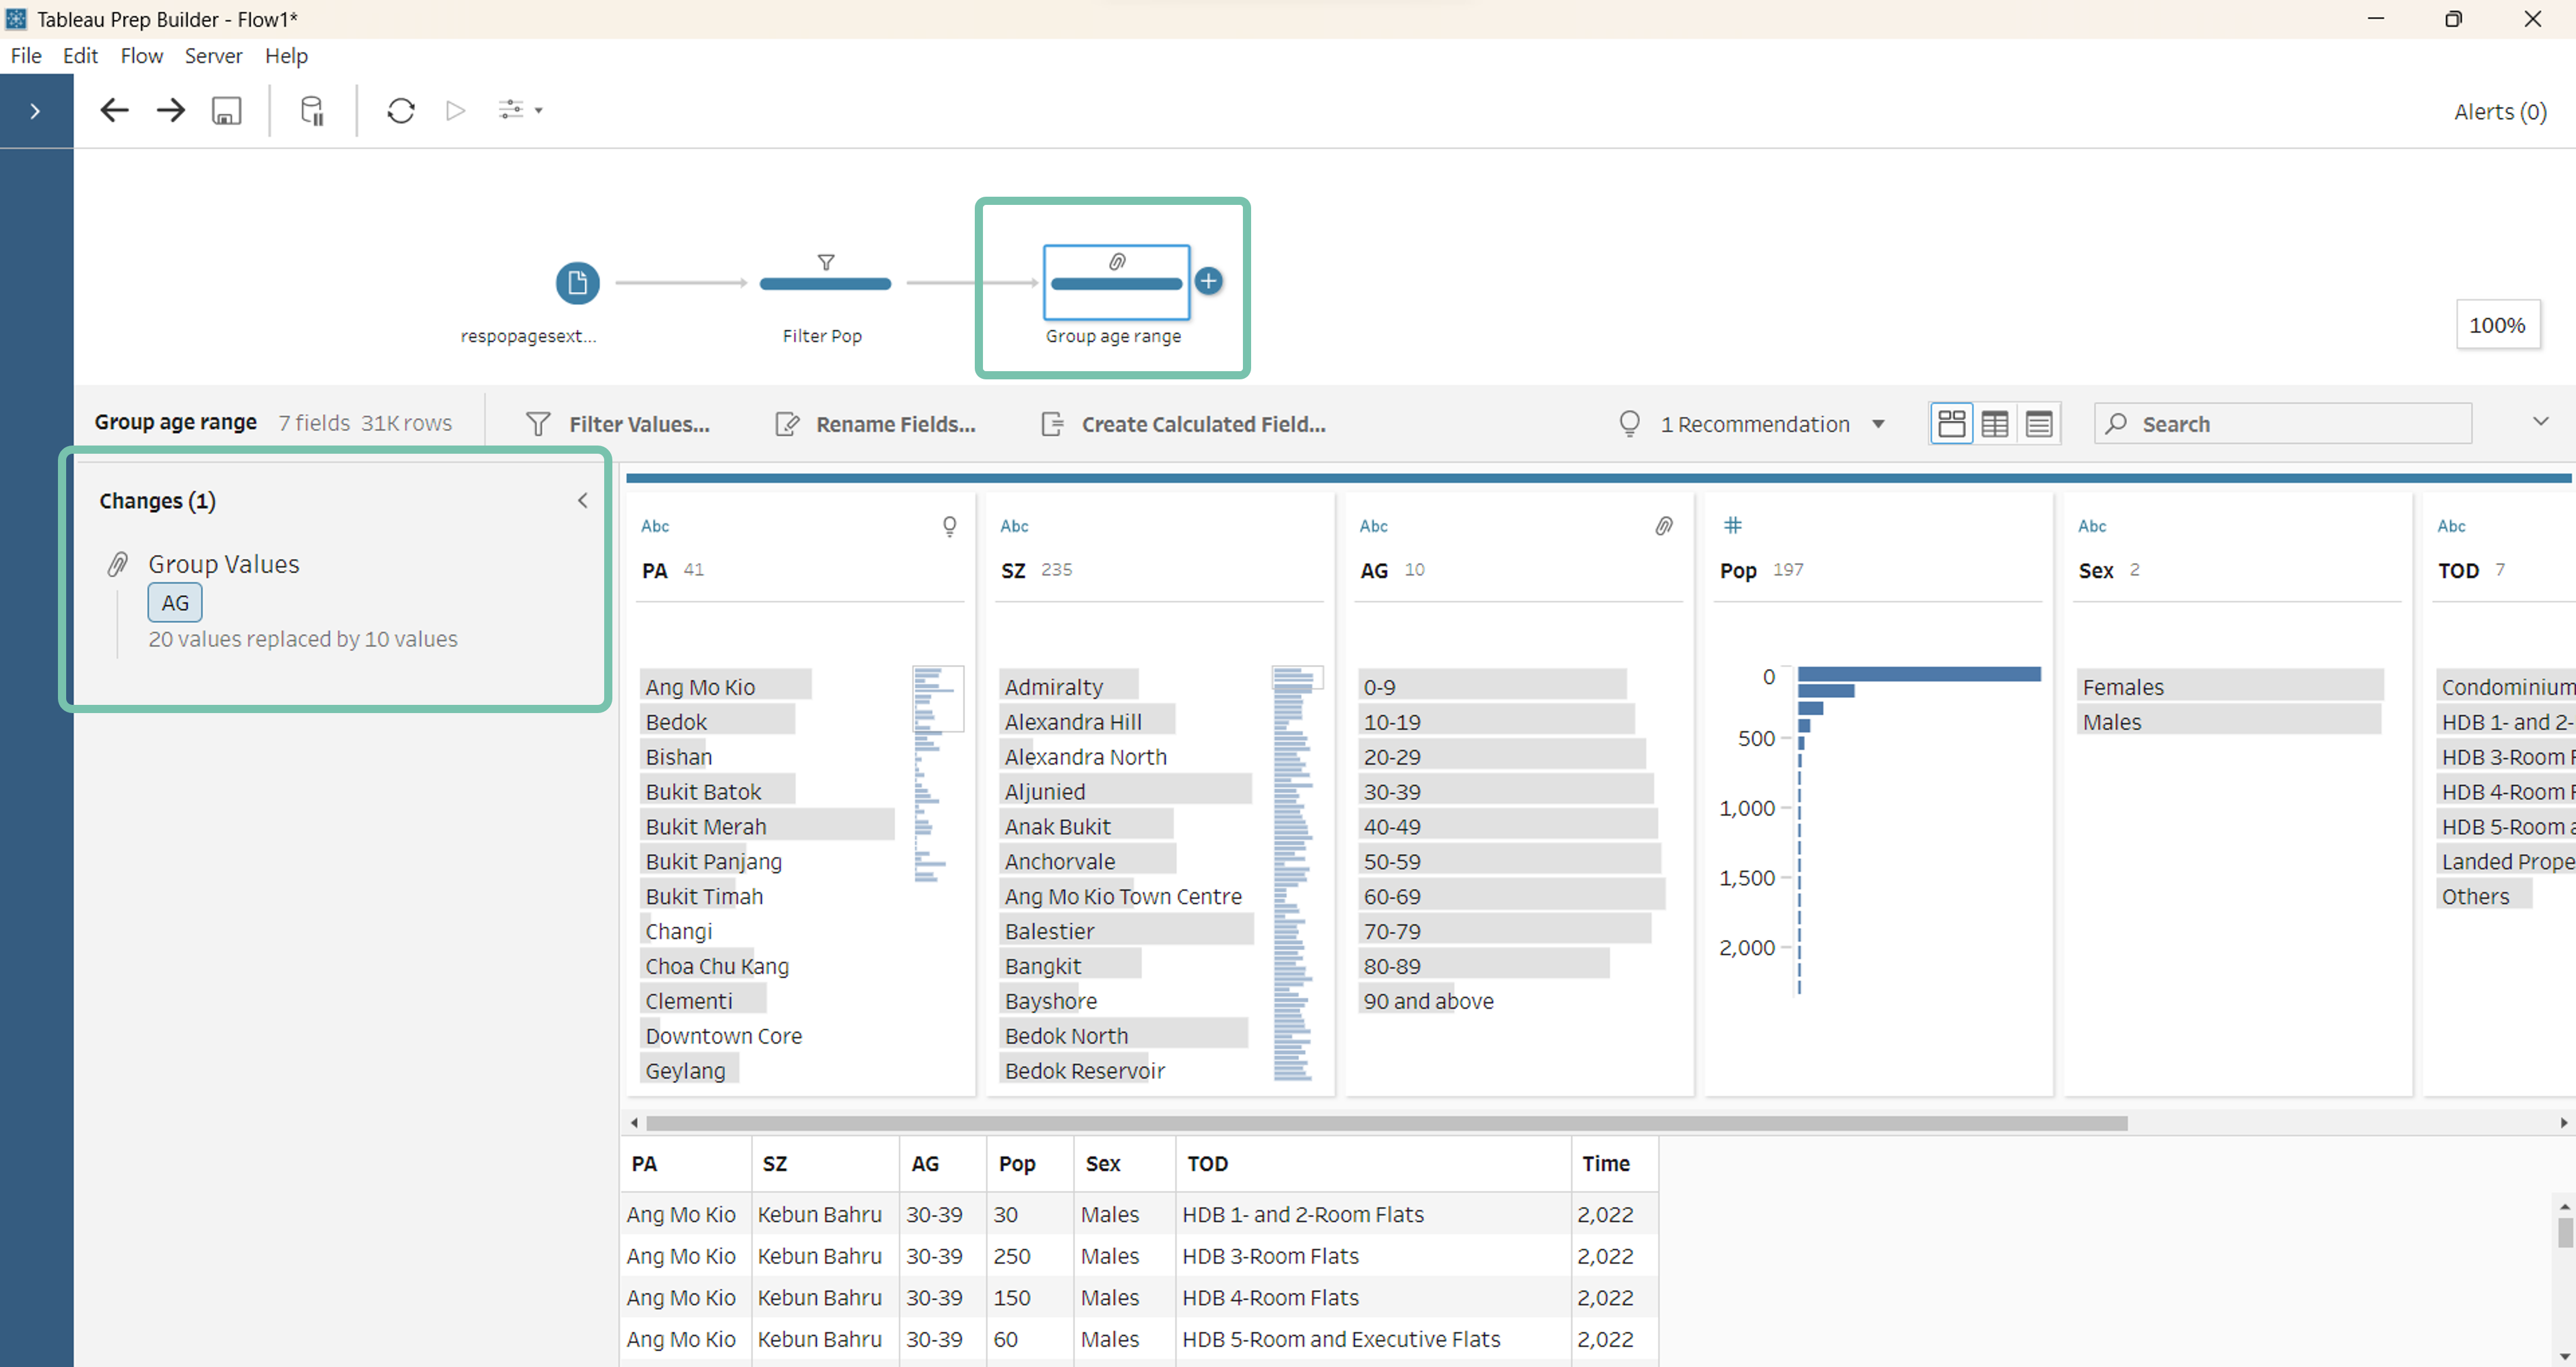 Tableau Prep Builder - Flow1*
File Edit Flow Server Help
Alerts (0)
respopagesext...
Filter Pop
Group age range
100%
Group age range 7 fields 31K rows
Filter Values...
Rename Fields...
Create Calculated Field...
1 Recommendation
Search
Changes (1)
Group Values
AG
20 values replaced by 10 values
Abc
PA 41
Ang Mo Kio
Bedok
Bishan
Bukit Batok
Bukit Merah
Bukit Panjang
Bukit Timah
Changi
Choa Chu Kang
Clementi
Downtown Core
Geylang
Abc
SZ 235
Admiralty
Alexandra Hill
Alexandra North
Aljunied
Anak Bukit
Anchorvale
Ang Mo Kio Town Centre
Balestier
Bangkit
Bayshore
Bedok North
Bedok Reservoir
Abc
AG 10
0-9
10-19
20-29
30-39
40-49
50-59
60-69
70-79
80-89
90 and above
#
Pop 197
0
500
1,000
1,500
2,000
Abc
Sex 2
Females
Males
Abc
TOD 7
Condominium
HDB 1- and 2-
HDB 3-Room F
HDB 4-Room F
HDB 5-Room a
Landed Prope
Others
PA SZ AG Pop Sex TOD Time
Ang Mo Kio Kebun Bahru 30-39 30 Males HDB 1- and 2-Room Flats 2,022
Ang Mo Kio Kebun Bahru 30-39 250 Males HDB 3-Room Flats 2,022
Ang Mo Kio Kebun Bahru 30-39 150 Males HDB 4-Room Flats 2,022
Ang Mo Kio Kebun Bahru 30-39 60 Males HDB 5-Room and Executive Flats 2,022